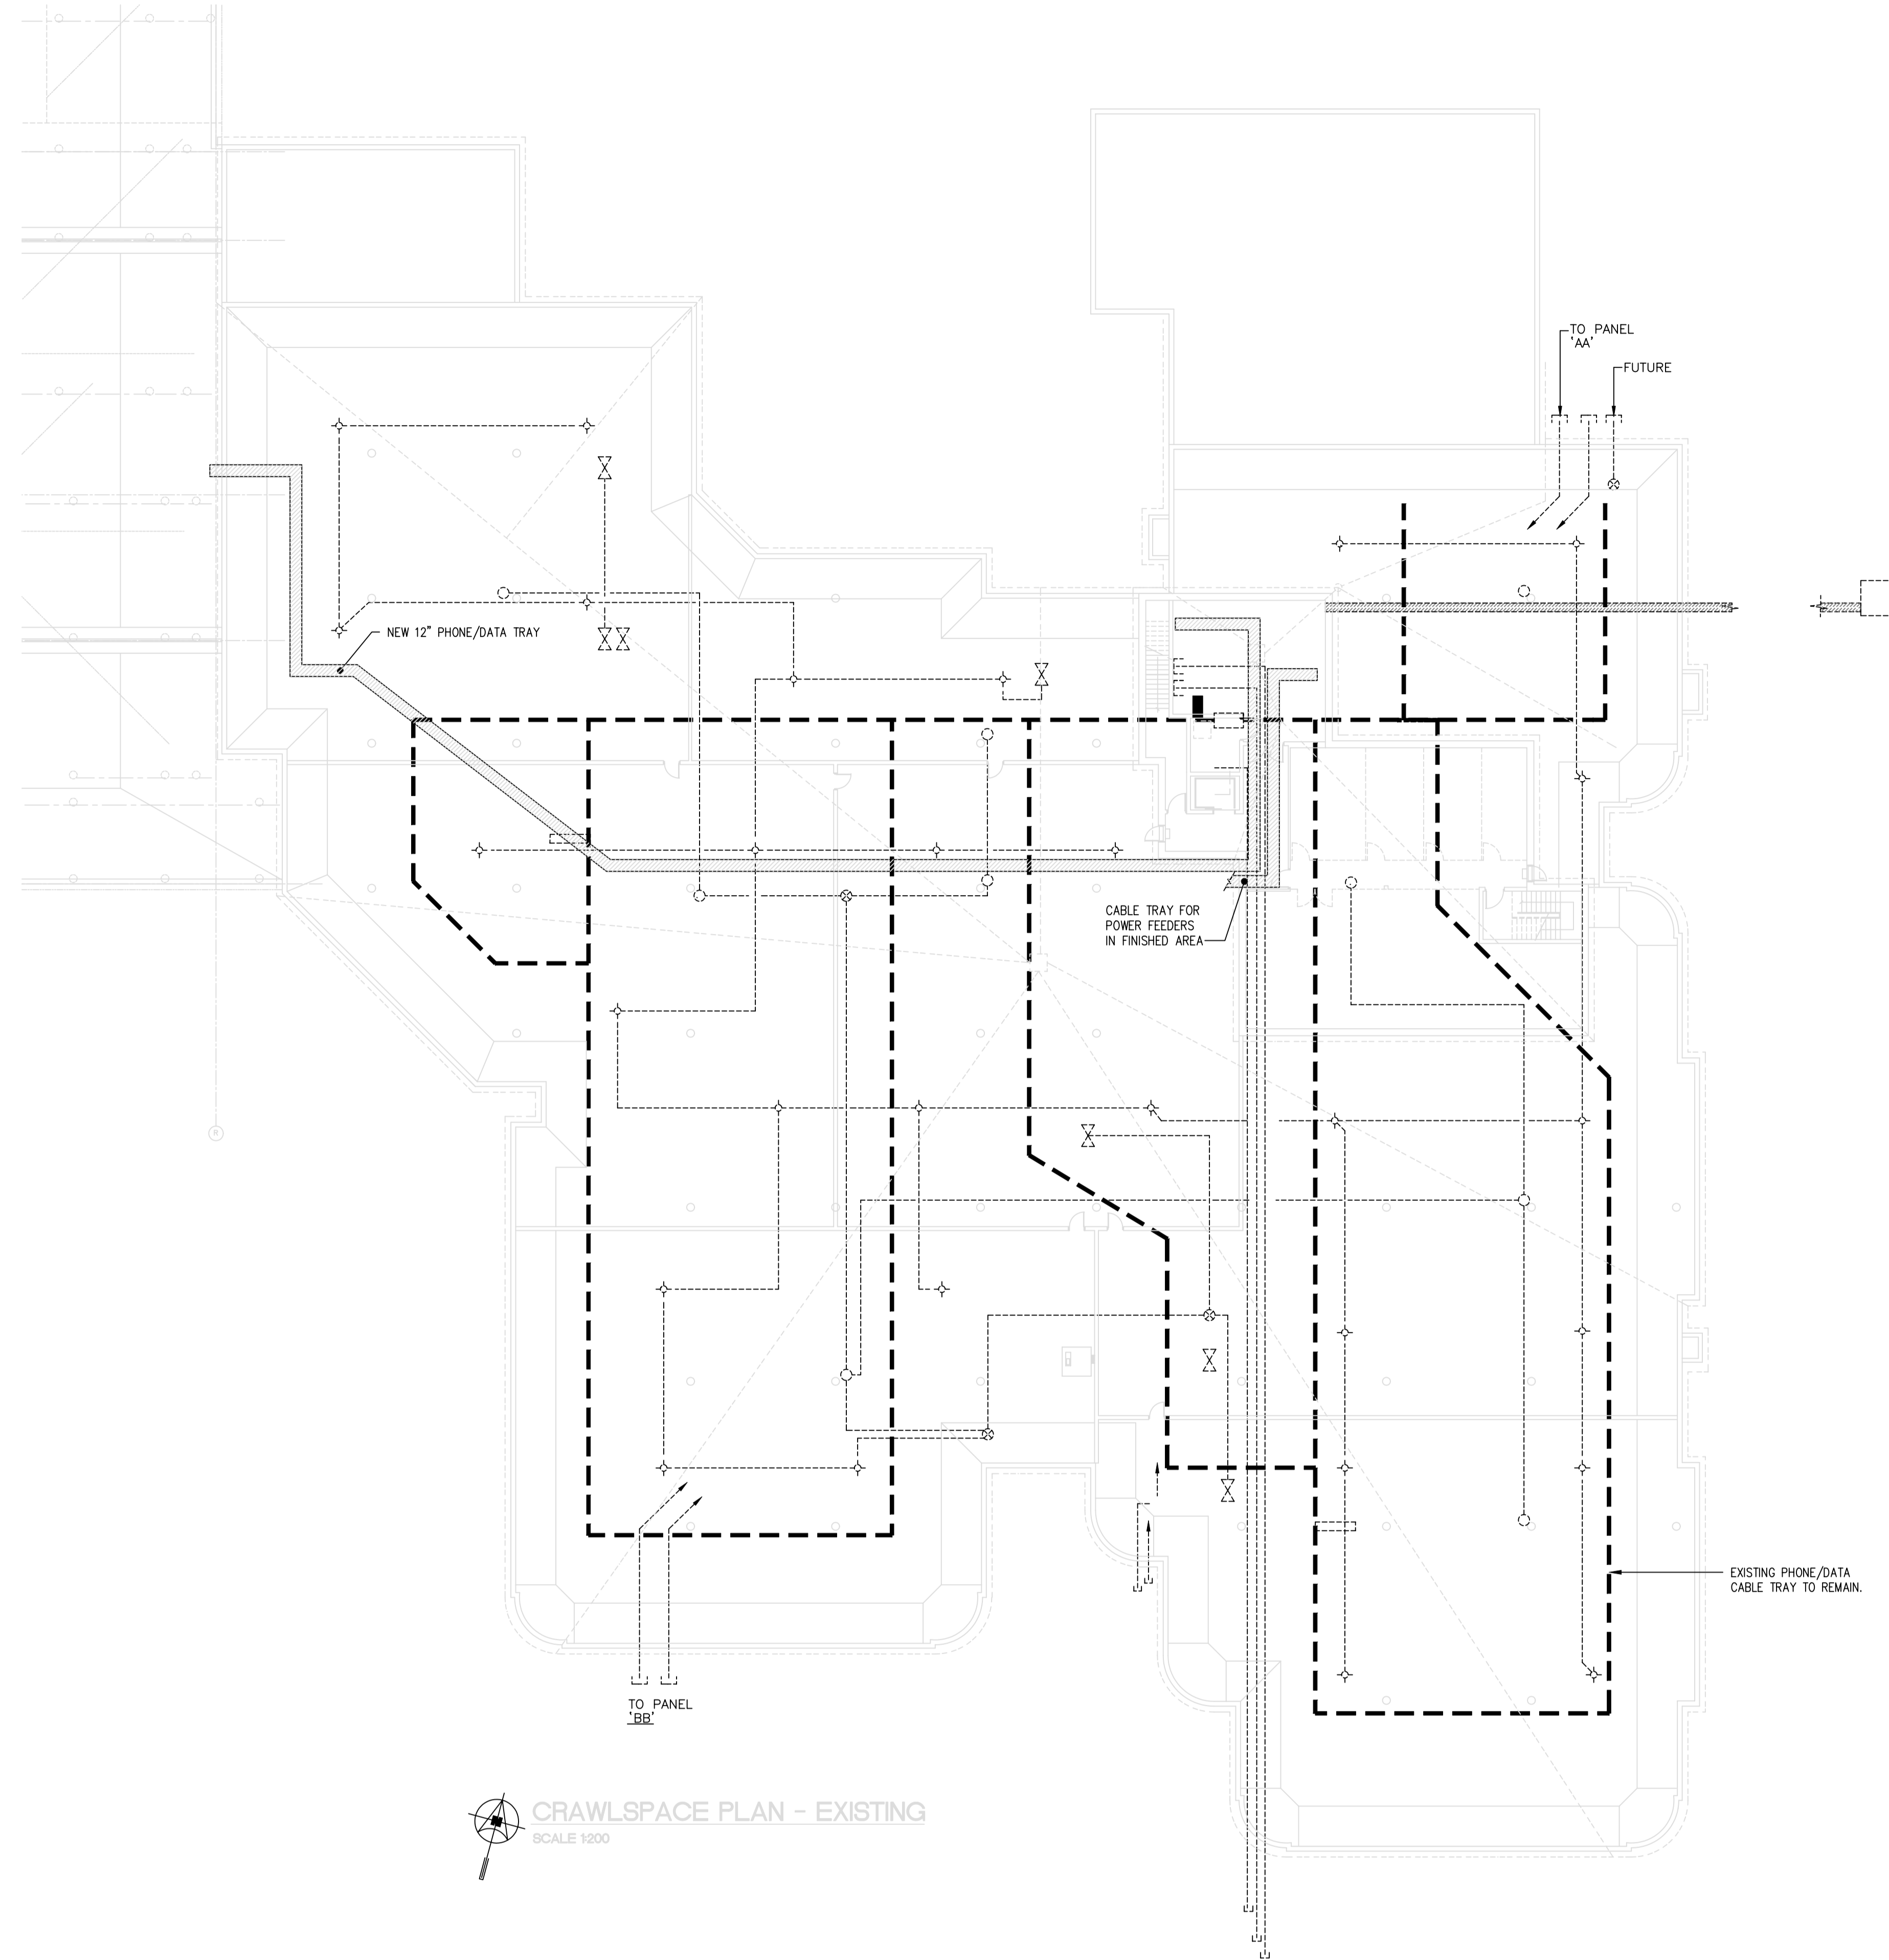 TO PANEL
'AA'
FUTURE
NEW 12" PHONE/DATA TRAY
CABLE TRAY FOR
POWER FEEDERS
IN FINISHED AREA
R
EXISTING PHONE/DATA
CABLE TRAY TO REMAIN.
TO PANEL
'BB'
CRAWLSPACE PLAN - EXISTING
SCALE 1:200